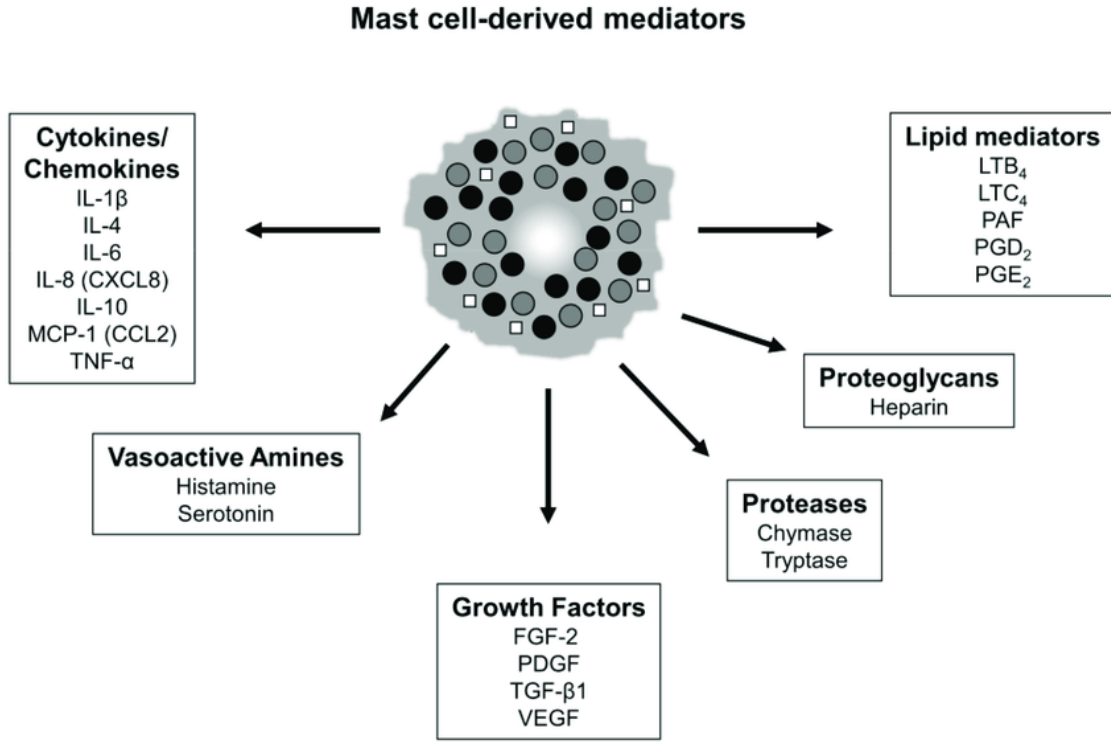 Mast cell-derived mediators
Cytokines/
Chemokines
IL-1β
IL-4
IL-6
IL-8 (CXCL8)
IL-10
MCP-1 (CCL2)
TNF-α
Vasoactive Amines
Histamine
Serotonin
Growth Factors
FGF-2
PDGF
TGF-β1
VEGF
Proteases
Chymase
Tryptase
Proteoglycans
Heparin
Lipid mediators
LTB₄
LTC₄
PAF
PGD₂
PGE₂